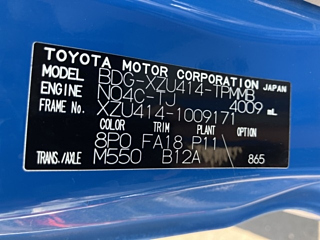 TOYOTA MOTOR CORPORATION JAPAN
MODEL BDG-XZU414-TPMMB
ENGINE N04C-TJ 4009 mL
FRAME No. XZU414-1009171
COLOR TRIM PLANT OPTION
8P0 FA18 P11
TRANS./AXLE M550 B12A 865